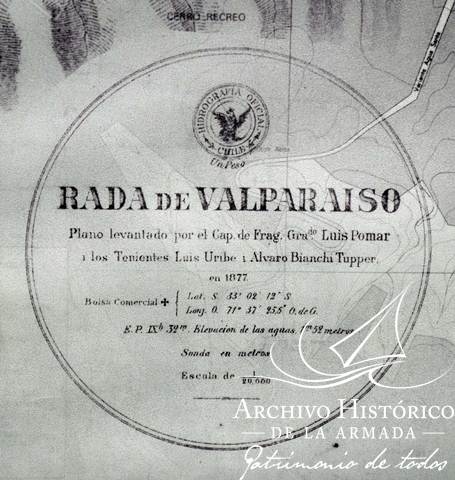 CERRO RECREO
HIDROGRAFIA OFICIAL
CHILE
Un Peso
RADA DE VALPARAISO
Plano levantado por el Cap. de Frag. Gra.do Luis Pomar
i los Tenientes Luis Uribe i Alvaro Bianchi Tupper.
en 1877.
Bolsa Comercial ✚ { Lat. S. 33° 02' 12" S
Long. O. 71° 37' 25,5" O. de G.
E. P. IXh 32m. Elevacion de las aguas, 1m52 metros
Sonda en metros
Escala de 1/20,000
ARCHIVO HISTÓRICO
DE LA ARMADA
Patrimonio de todos